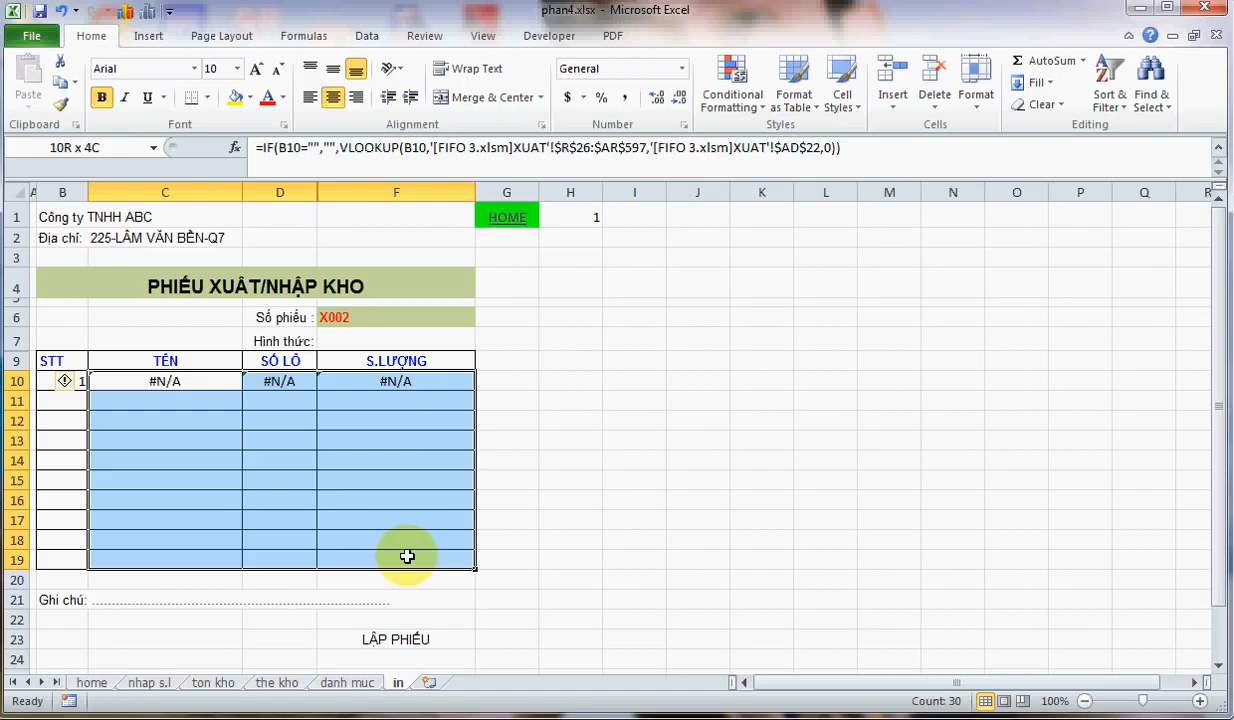 phan4.xlsx - Microsoft Excel
File Home Insert Page Layout Formulas Data Review View Developer PDF
Paste Arial 10 Wrap Text General Conditional Formatting Format as Table Cell Styles Insert Delete Format AutoSum Sort & Filter Find & Select
B I U Merge & Center $ % , Fill
Clear
Clipboard Font Alignment Number Styles Cells Editing
10R x 4C fx =IF(B10="","",VLOOKUP(B10,'[FIFO 3.xlsm]XUAT'!$R$26:$AR$597,'[FIFO 3.xlsm]XUAT'!$AD$22,0))
A B C D F G H I J K L M N O P Q R
1 Công ty TNHH ABC HOME 1
2 Địa chỉ: 225-LÂM VĂN BỀN-Q7
3
4 PHIẾU XUẤT/NHẬP KHO
5
6 Số phiếu : X002
7 Hình thức:
9 STT TÊN SỐ LÔ S.LƯỢNG
10 1 #N/A #N/A #N/A
11
12
13
14
15
16
17
18
19
20
21 Ghi chú: ...........................................................................
22
23 LẬP PHIẾU
24
home nhap s.l ton kho the kho danh muc in
Ready Count: 30 100%